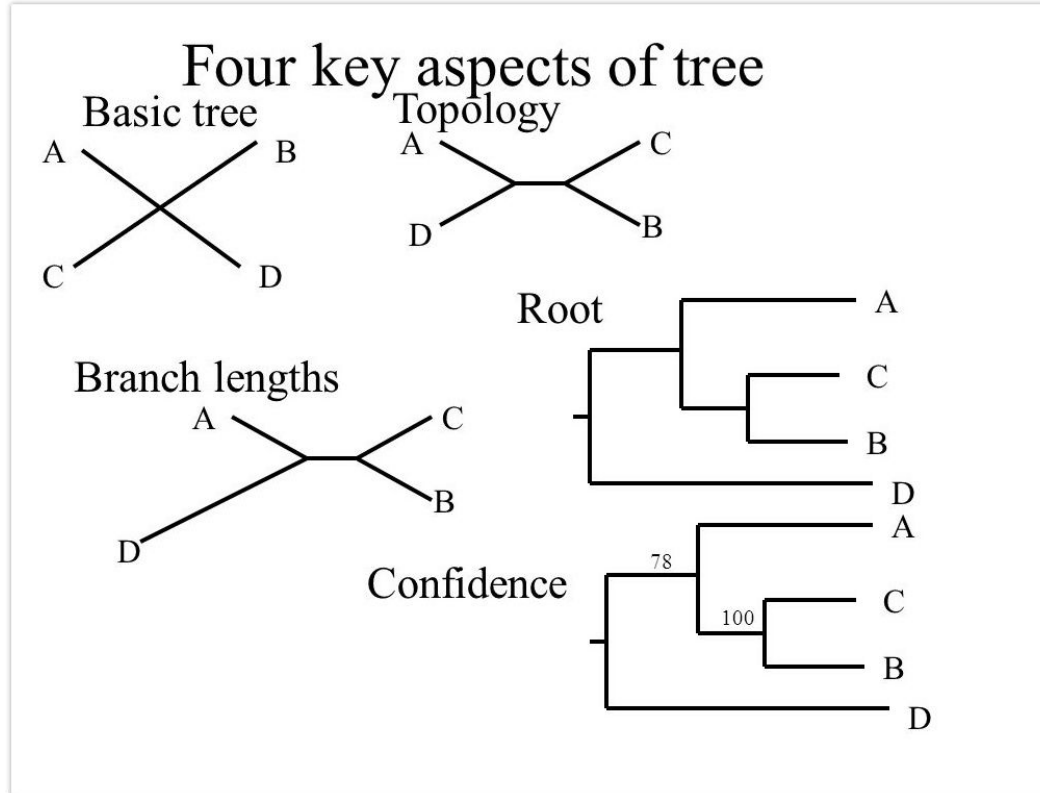 Four key aspects of tree
Basic tree
A
B
C
D
Topology
A
C
D
B
Root
A
C
B
D
Branch lengths
A
C
B
D
Confidence
78
A
100
C
B
D